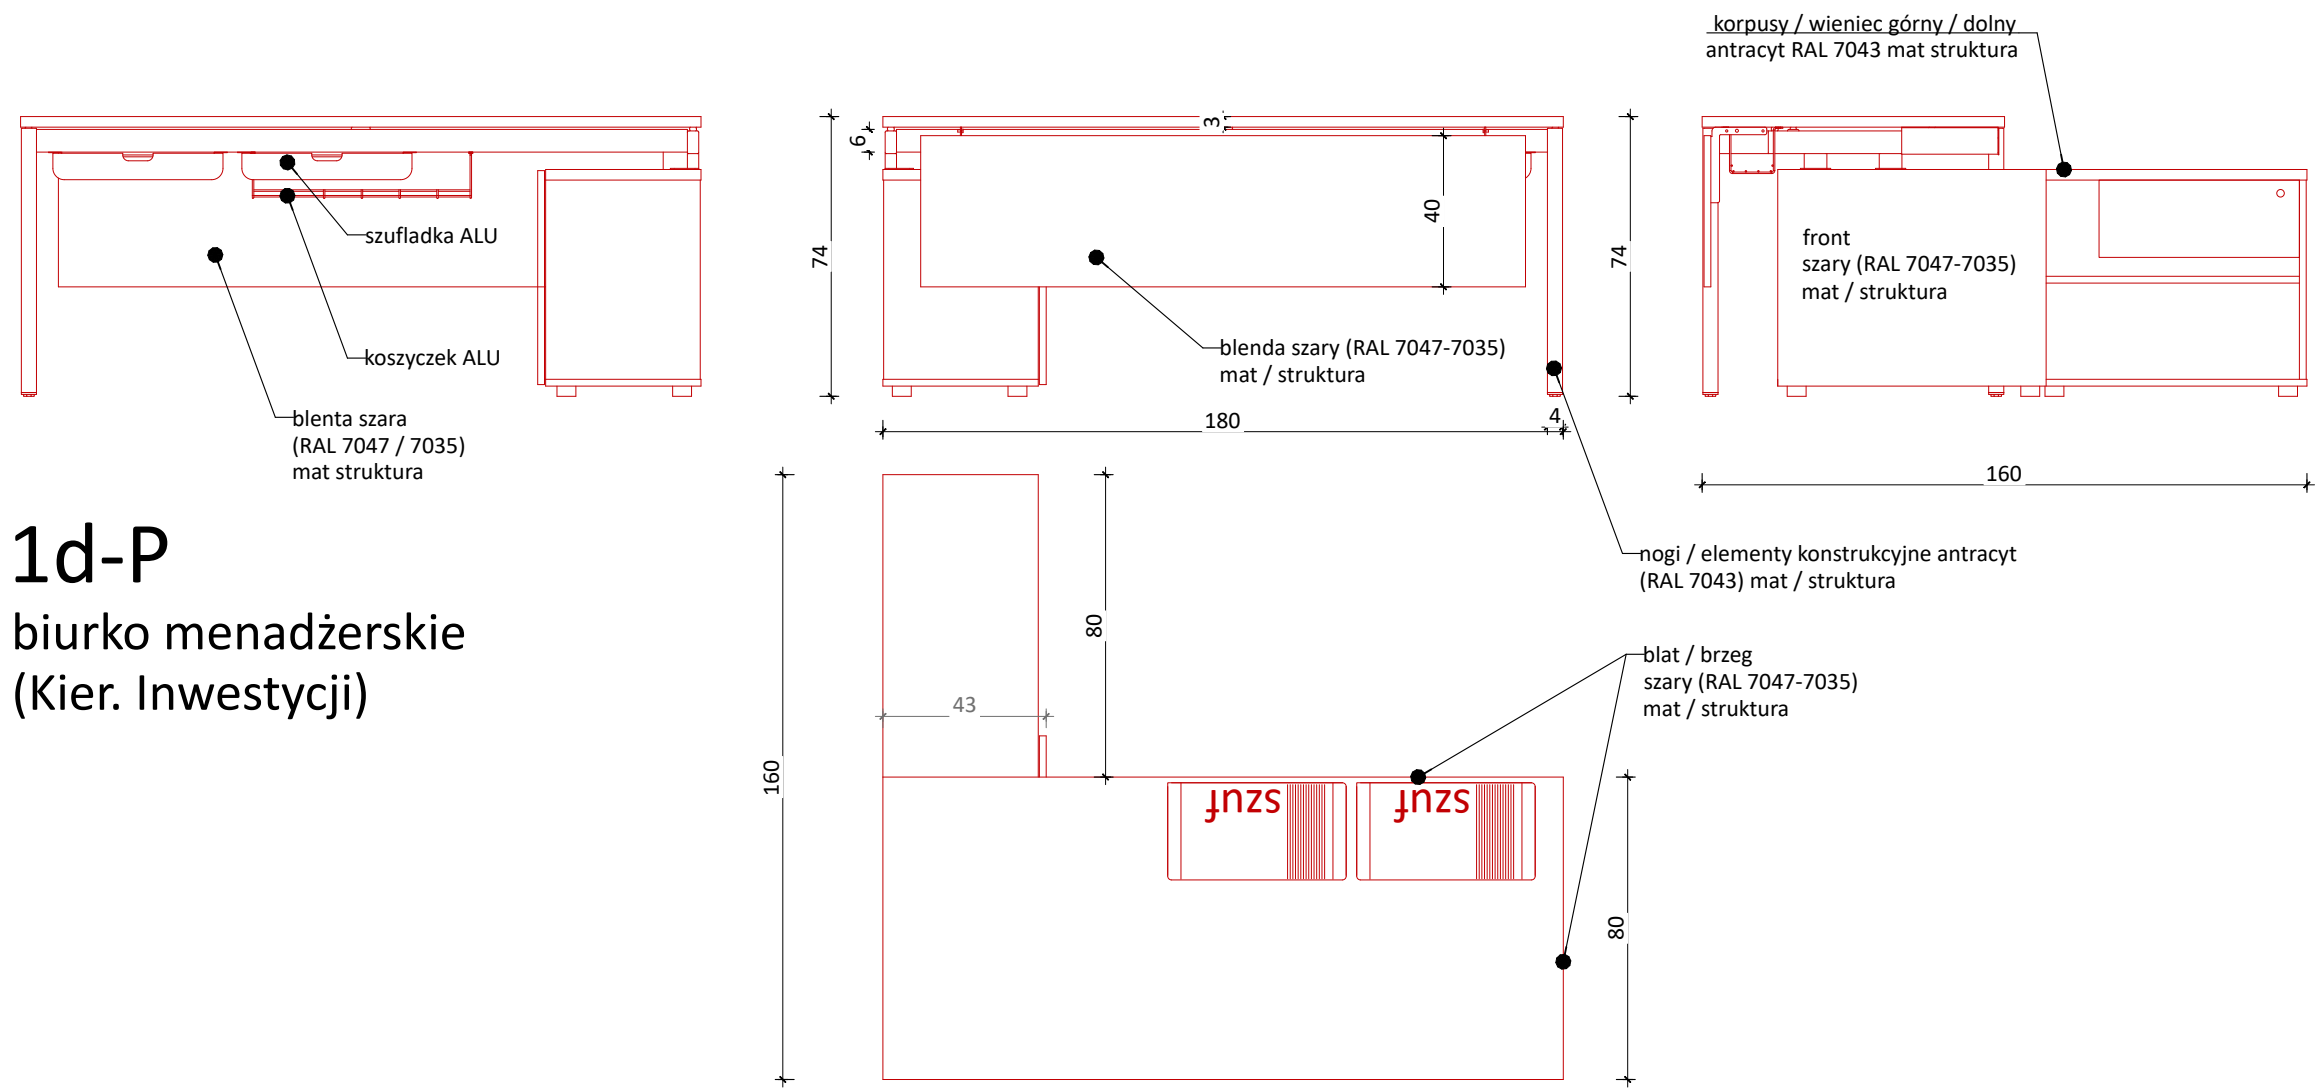 korpusy / wieniec górny / dolny
antracyt RAL 7043 mat struktura
szufladka ALU
koszyczek ALU
blenta szara
(RAL 7047 / 7035)
mat struktura
3
6
40
74
blenda szary (RAL 7047-7035)
mat / struktura
180
4
74
front
szary (RAL 7047-7035)
mat / struktura
160
nogi / elementy konstrukcyjne antracyt
(RAL 7043) mat / struktura
1d-P
biurko menadżerskie
(Kier. Inwestycji)
80
43
160
blat / brzeg
szary (RAL 7047-7035)
mat / struktura
szuf
szuf
80